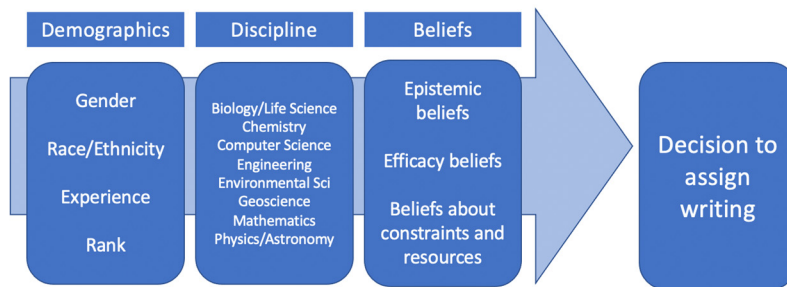 Demographics
Discipline
Beliefs
Gender
Race/Ethnicity
Experience
Rank
Biology/Life Science
Chemistry
Computer Science
Engineering
Environmental Sci
Geoscience
Mathematics
Physics/Astronomy
Epistemic
beliefs
Efficacy beliefs
Beliefs about
constraints and
resources
Decision to
assign
writing